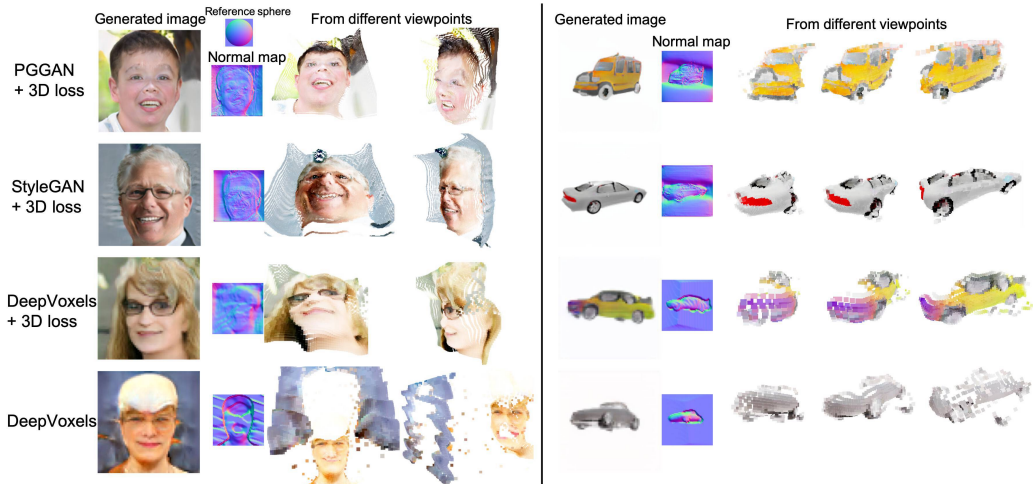 Generated image
Reference sphere
From different viewpoints
Normal map
PGGAN
+ 3D loss
StyleGAN
+ 3D loss
DeepVoxels
+ 3D loss
DeepVoxels
Generated image
From different viewpoints
Normal map